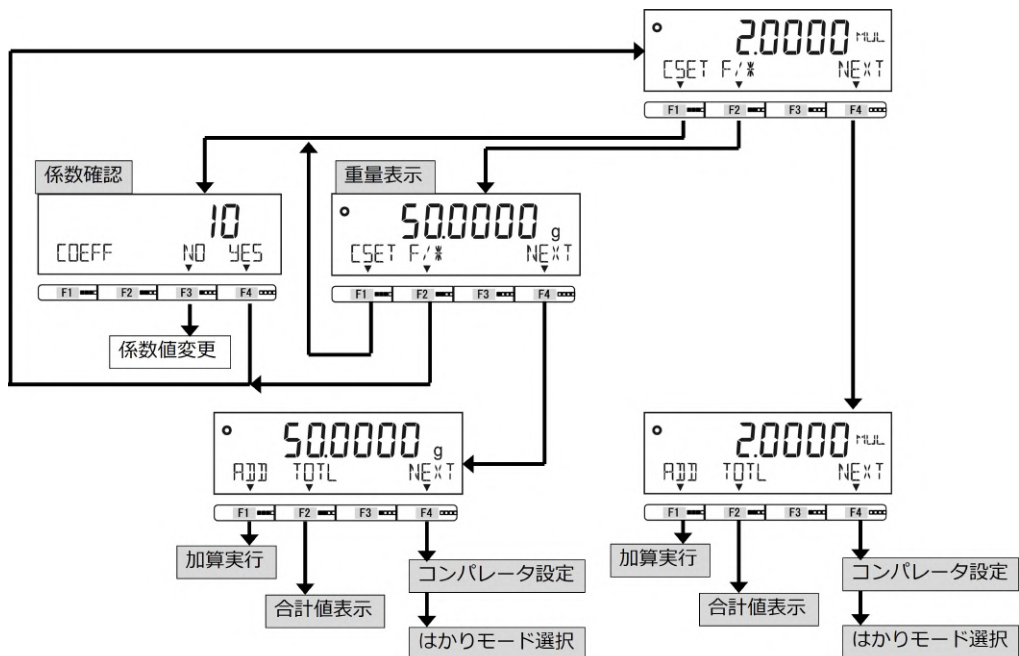 2.0000 MUL
CSET F/* NEXT
F1 F2 F3 F4
係数確認
10
COEFF NO YES
F1 F2 F3 F4
係数値変更
重量表示
50.0000 g
CSET F/* NEXT
F1 F2 F3 F4
50.0000 g
ADD TOTL NEXT
F1 F2 F3 F4
加算実行
合計値表示
コンパレータ設定
はかりモード選択
2.0000 MUL
ADD TOTL NEXT
F1 F2 F3 F4
加算実行
合計値表示
コンパレータ設定
はかりモード選択